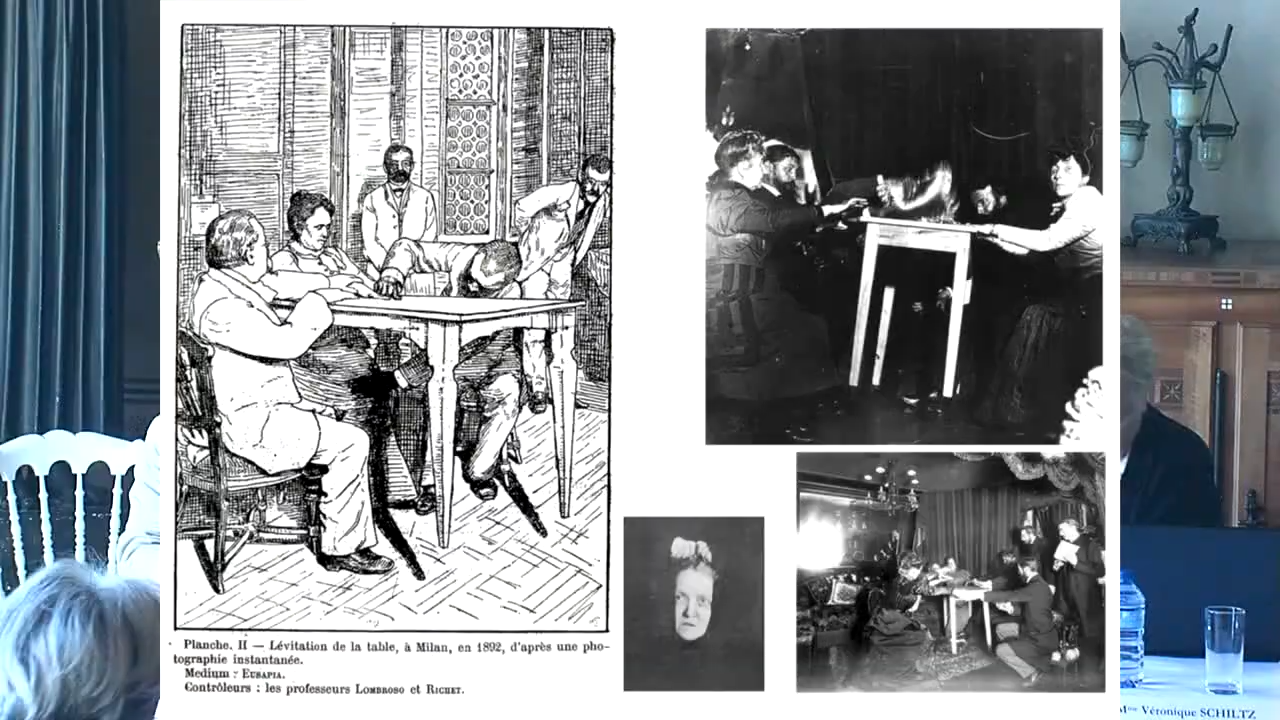 Planche. II — Lévitation de la table, à Milan, en 1892, d'après une pho-
tographie instantanée.
Medium : EUSAPIA.
Contrôleurs : les professeurs LOMBROSO et RICHET.
Mme Véronique SCHILTZ